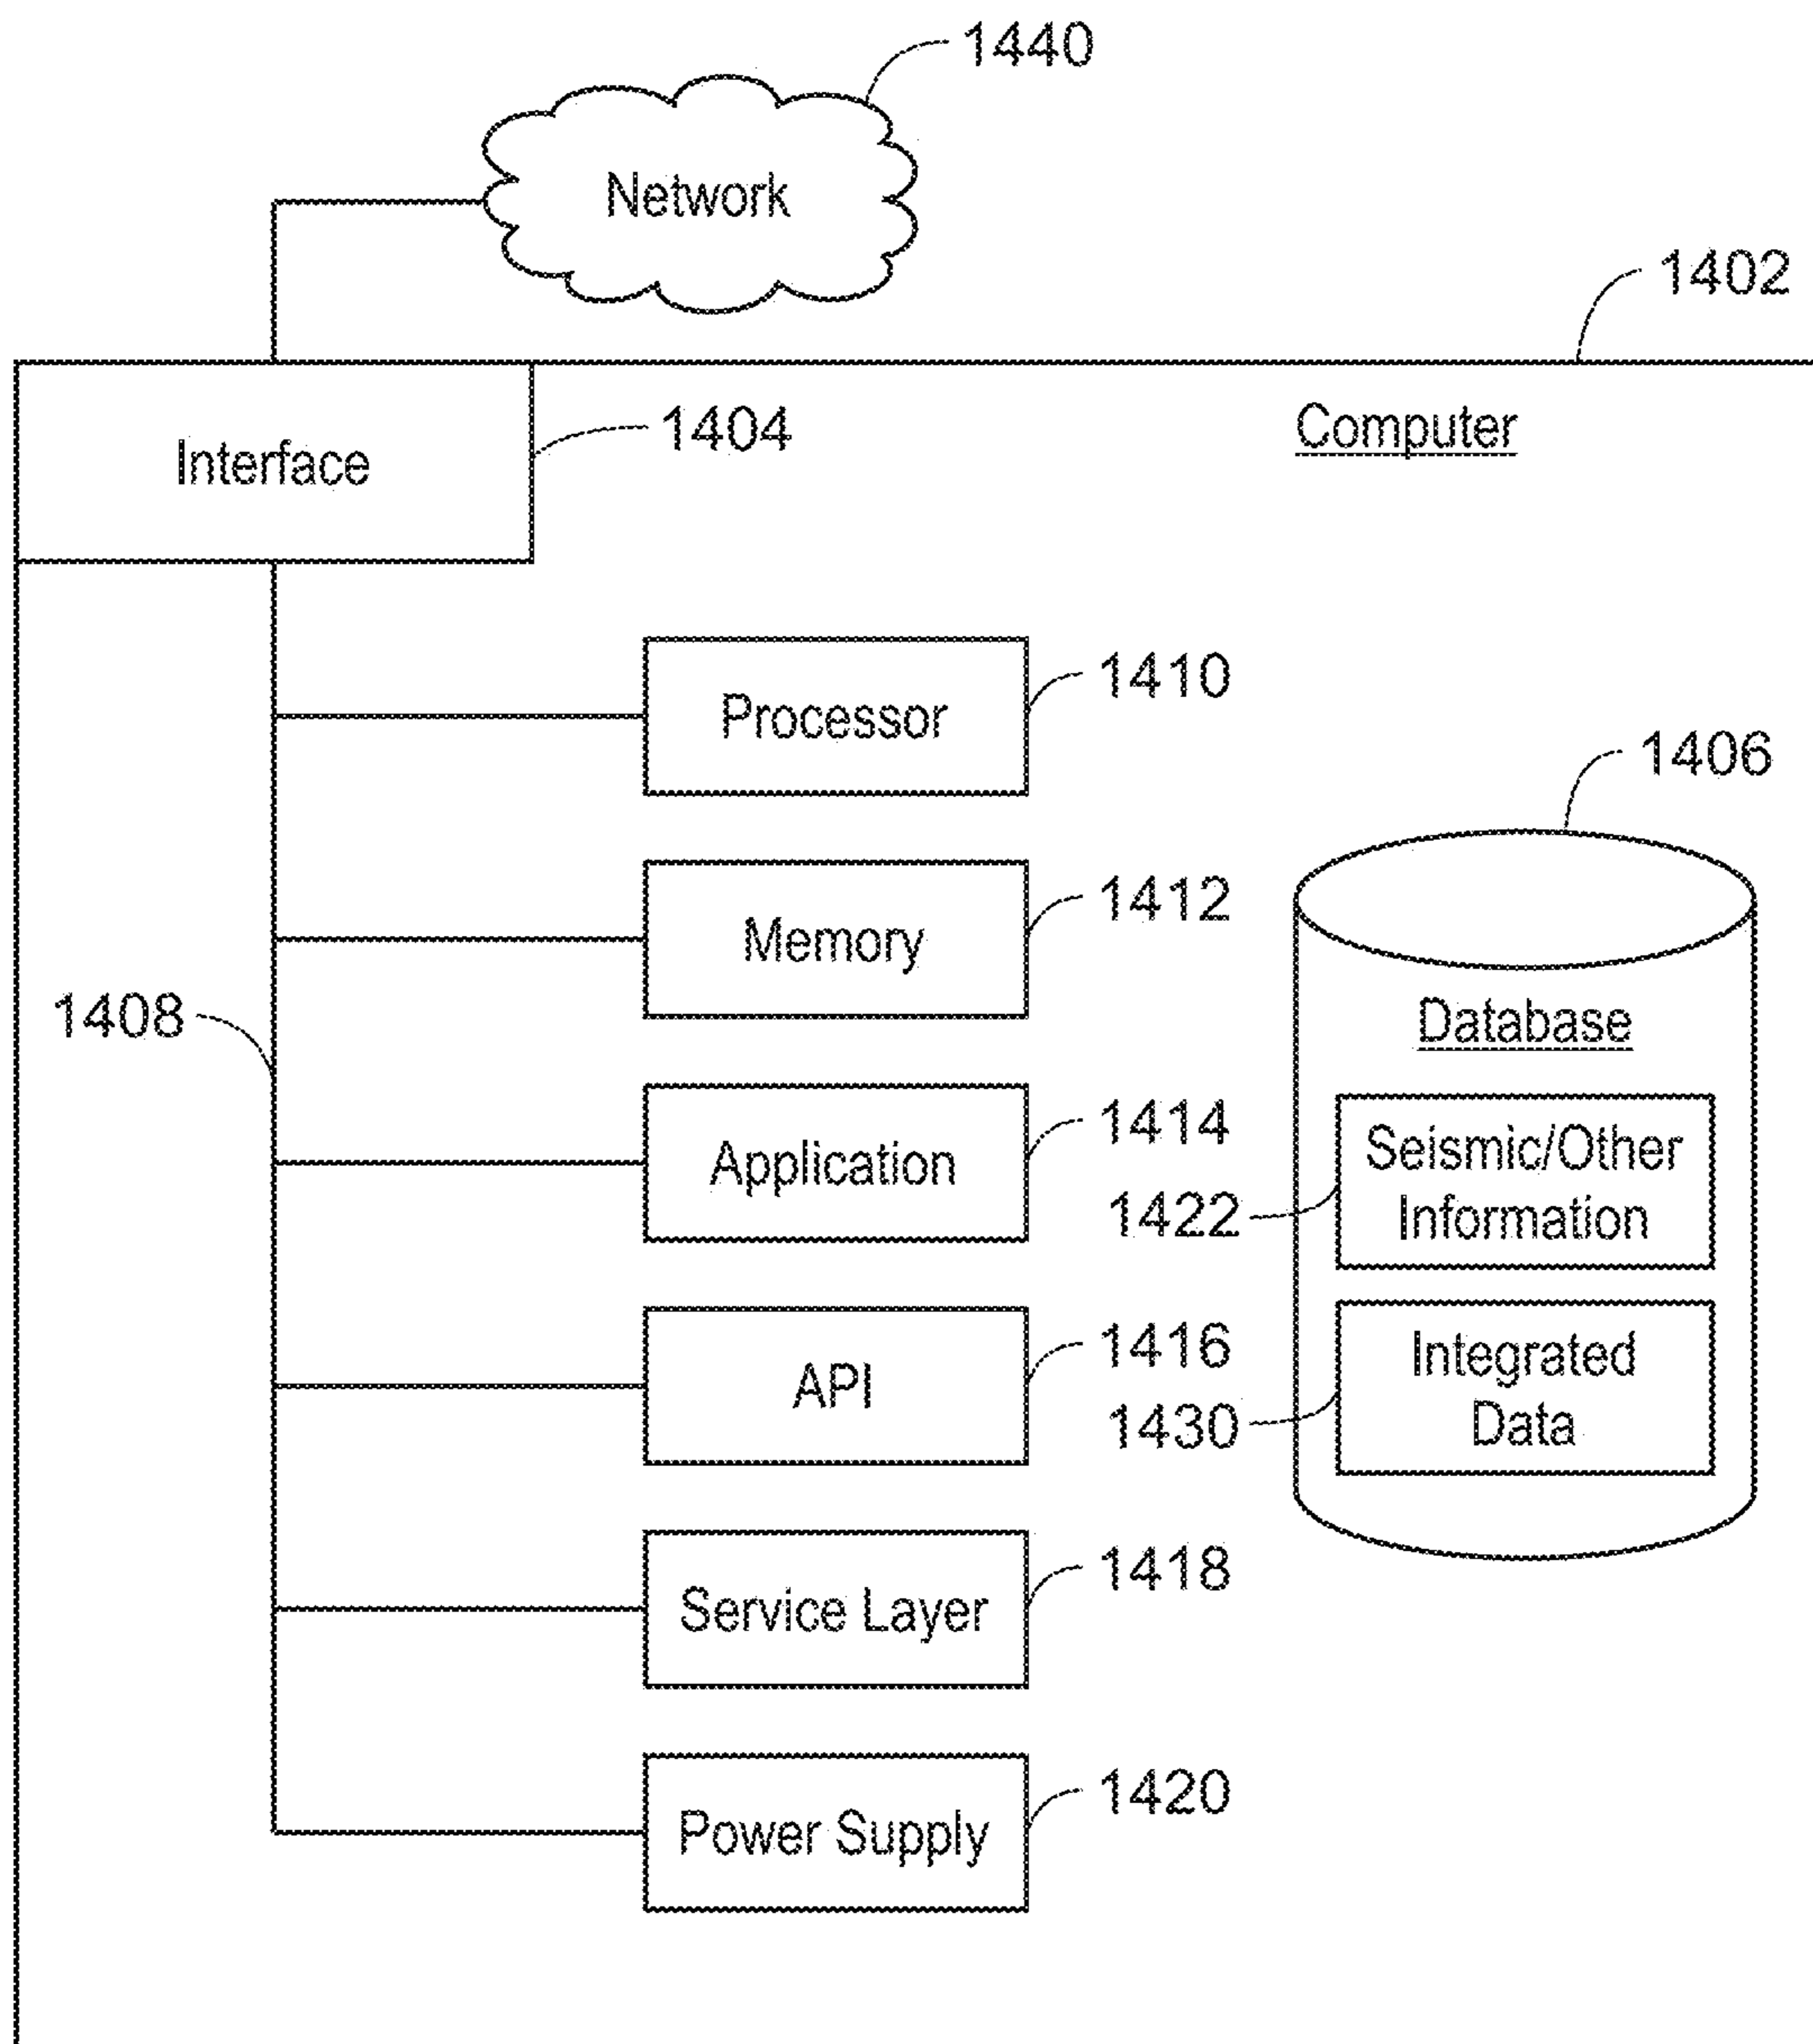 1440
Network
1402
Interface
1404
Computer
Processor
1410
1406
Memory
1412
1408
Database
Application
1414
Seismic/Other
Information
1422
API
1416
Integrated
Data
1430
Service Layer
1418
Power Supply
1420